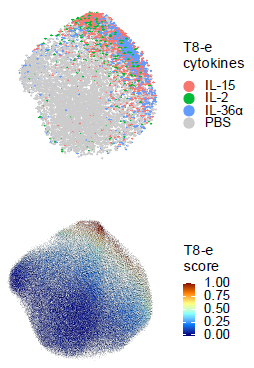 T8-e
cytokines
IL-15
IL-2
IL-36α
PBS
T8-e
score
1.00
0.75
0.50
0.25
0.00